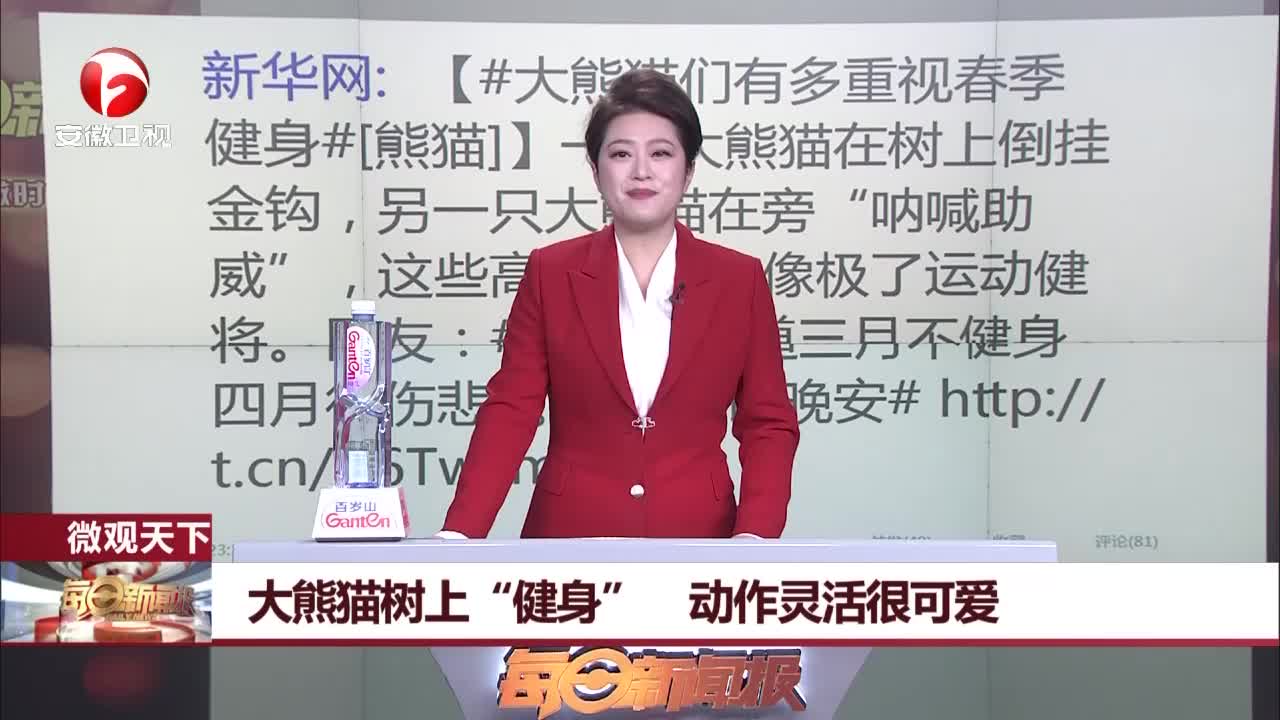 新华网: 【#大熊猫们有多重视春季
健身#[熊猫]】 大熊猫在树上倒挂
金钩，另一只大 猫在旁“呐喊助
威”，这些高 像极了运动健
将。 友：# 三月不健身
四月 伤悲 晚安# http://
t.cn/
安徽卫视
Ganten
百岁山
Ganten
评论(81)
微观天下
每日新闻报
大熊猫树上“健身” 动作灵活很可爱
每日新闻报